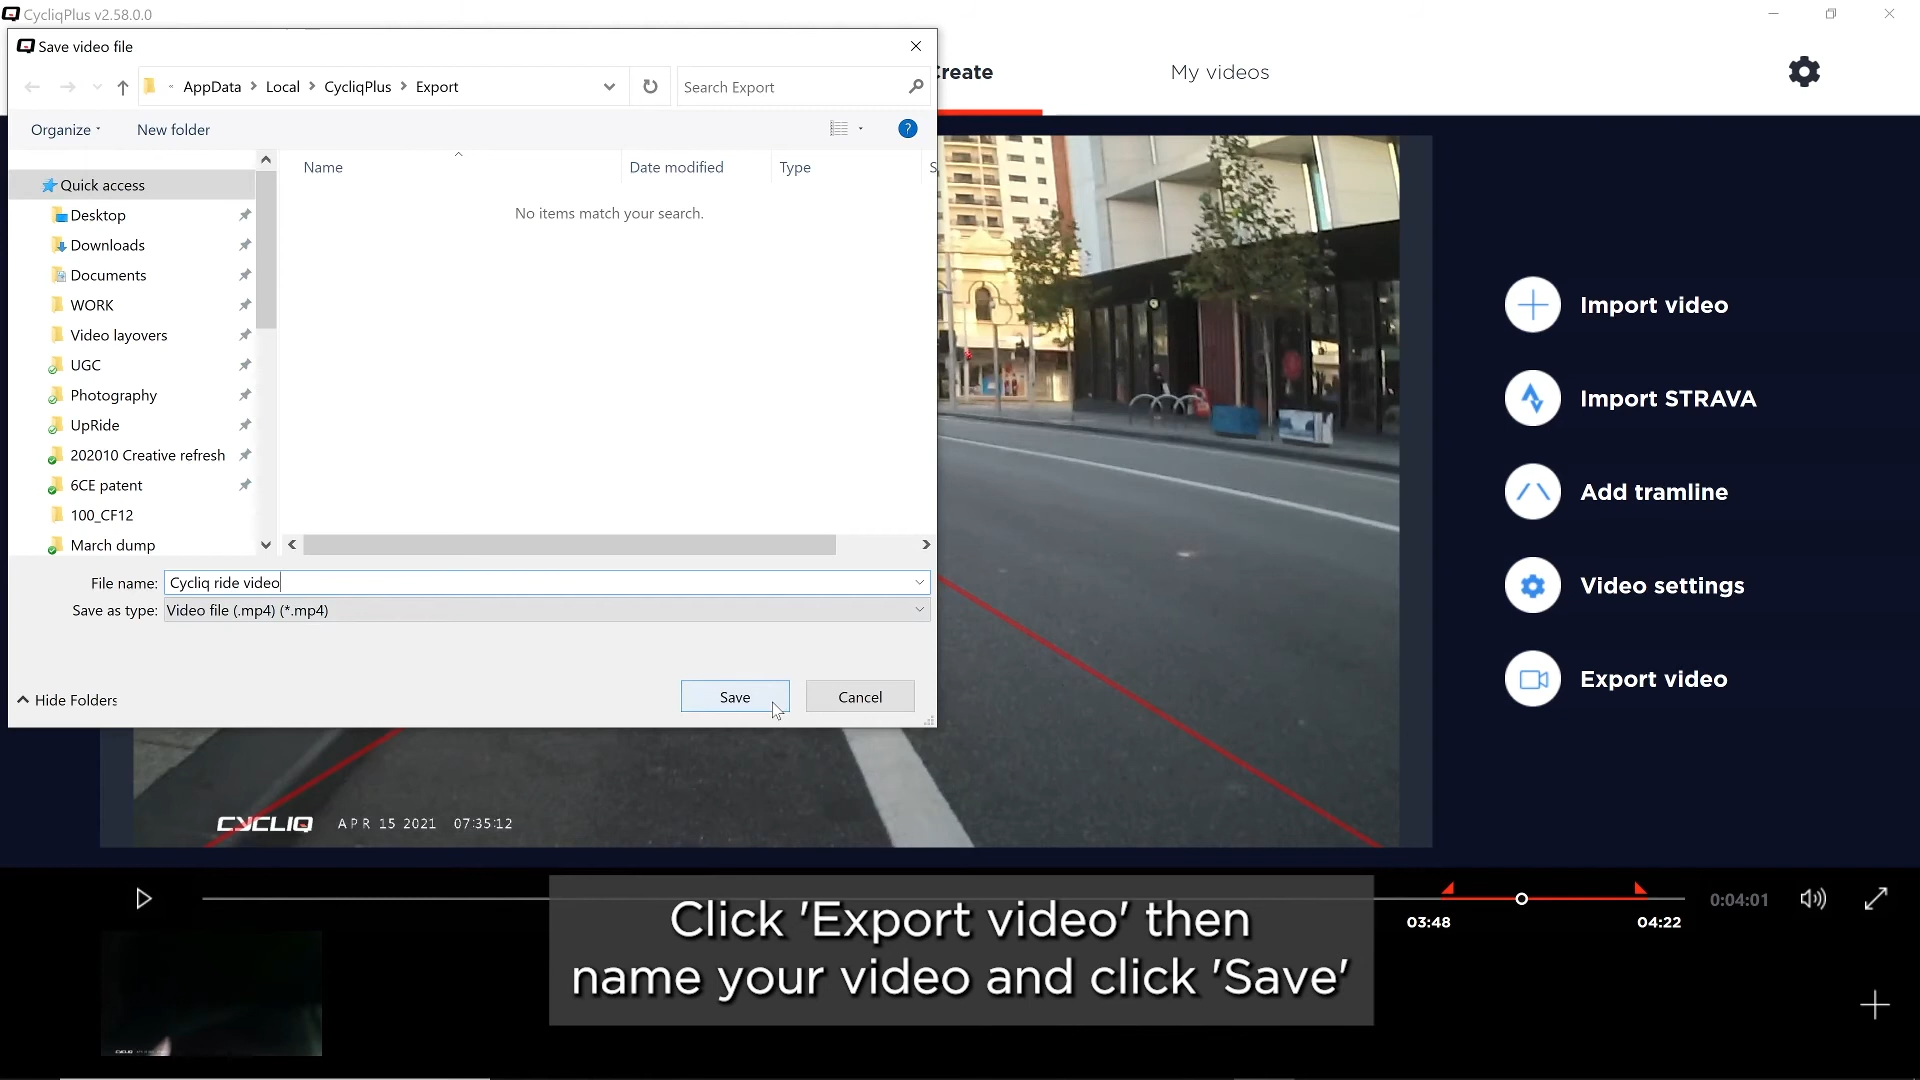 CycliqPlus v2.58.0.0
Save video file
AppData > Local > CycliqPlus > Export
Search Export
Create
My videos
Organize
New folder
?
Name
Date modified
Type
S
No items match your search.
Quick access
Desktop
Downloads
Documents
WORK
Video layovers
UGC
Photography
UpRide
202010 Creative refresh
6CE patent
100_CF12
March dump
File name: Cycliq ride video
Save as type: Video file (.mp4) (*.mp4)
Hide Folders
Save
Cancel
Import video
Import STRAVA
Add tramline
Video settings
Export video
CYCLIQ APR 15 2021 07:35:12
03:48
04:22
0:04:01
Click 'Export video' then
name your video and click 'Save'